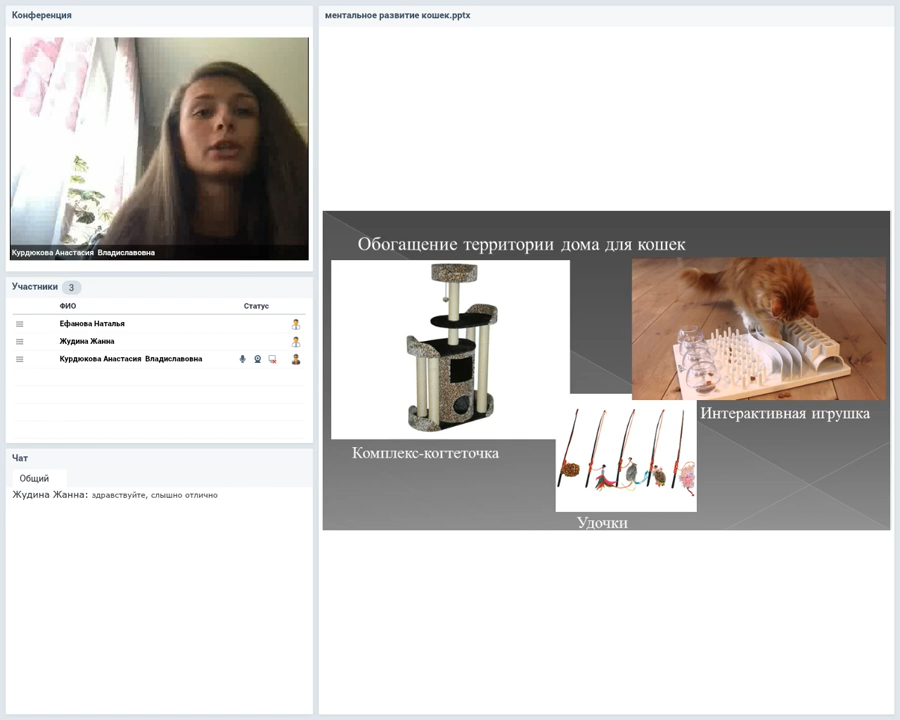 Конференция
Курдюкова Анастасия Владиславовна
Участники 3
ФИО Статус
Ефанова Наталья
Жудина Жанна
Курдюкова Анастасия Владиславовна
Чат
Общий
Жудина Жанна: здравствуйте, слышно отлично
ментальное развитие кошек.pptx
Обогащение территории дома для кошек
Интерактивная игрушка
Комплекс-когтеточка
Удочки